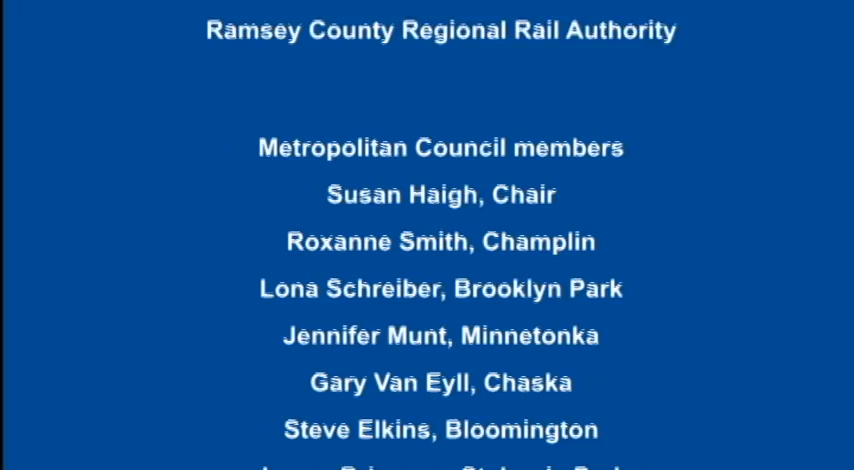 Ramsey County Regional Rail Authority
Metropolitan Council members
Susan Haigh, Chair
Roxanne Smith, Champlin
Lona Schreiber, Brooklyn Park
Jennifer Munt, Minnetonka
Gary Van Eyll, Chaska
Steve Elkins, Bloomington